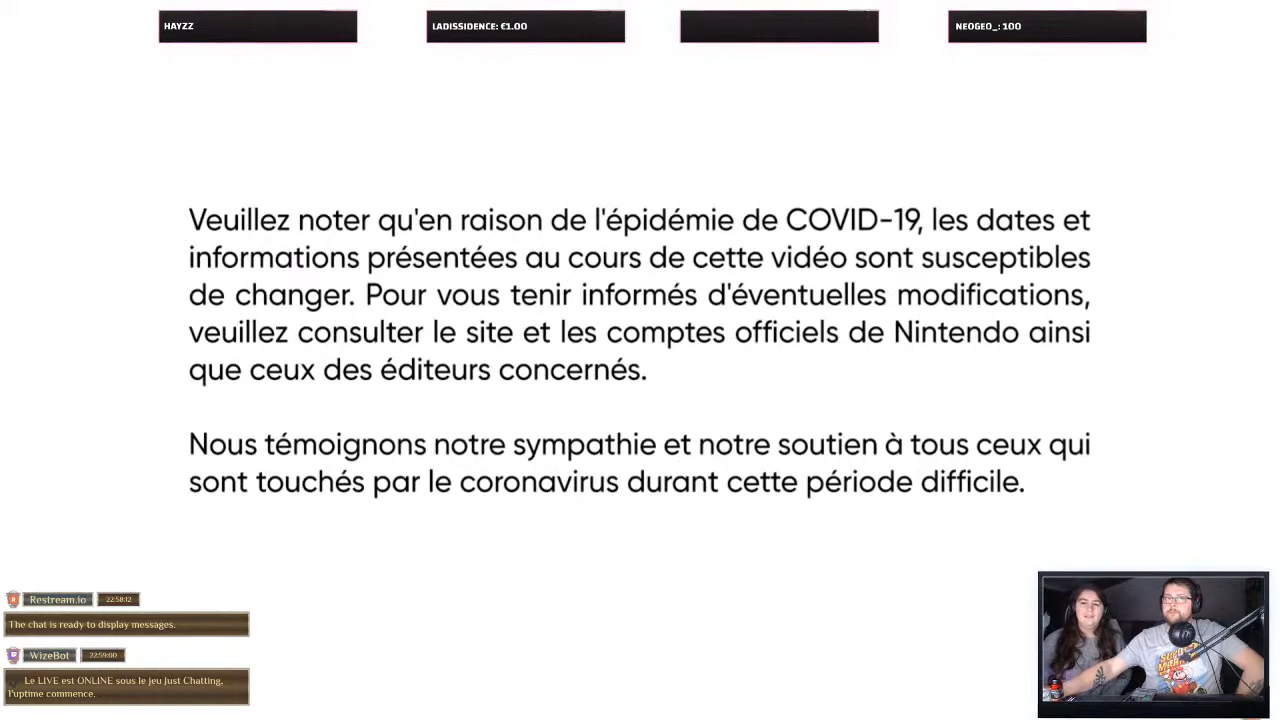 HAYZZ
LADISSIDENCE: €1.00
NEOGEO_: 100
Veuillez noter qu'en raison de l'épidémie de COVID-19, les dates et
informations présentées au cours de cette vidéo sont susceptibles
de changer. Pour vous tenir informés d'éventuelles modifications,
veuillez consulter le site et les comptes officiels de Nintendo ainsi
que ceux des éditeurs concernés.
Nous témoignons notre sympathie et notre soutien à tous ceux qui
sont touchés par le coronavirus durant cette période difficile.
Restream.io 22:58:12
The chat is ready to display messages.
WizeBot 22:59:00
Le LIVE est ONLINE sous le jeu Just Chatting,
l'uptime commence.